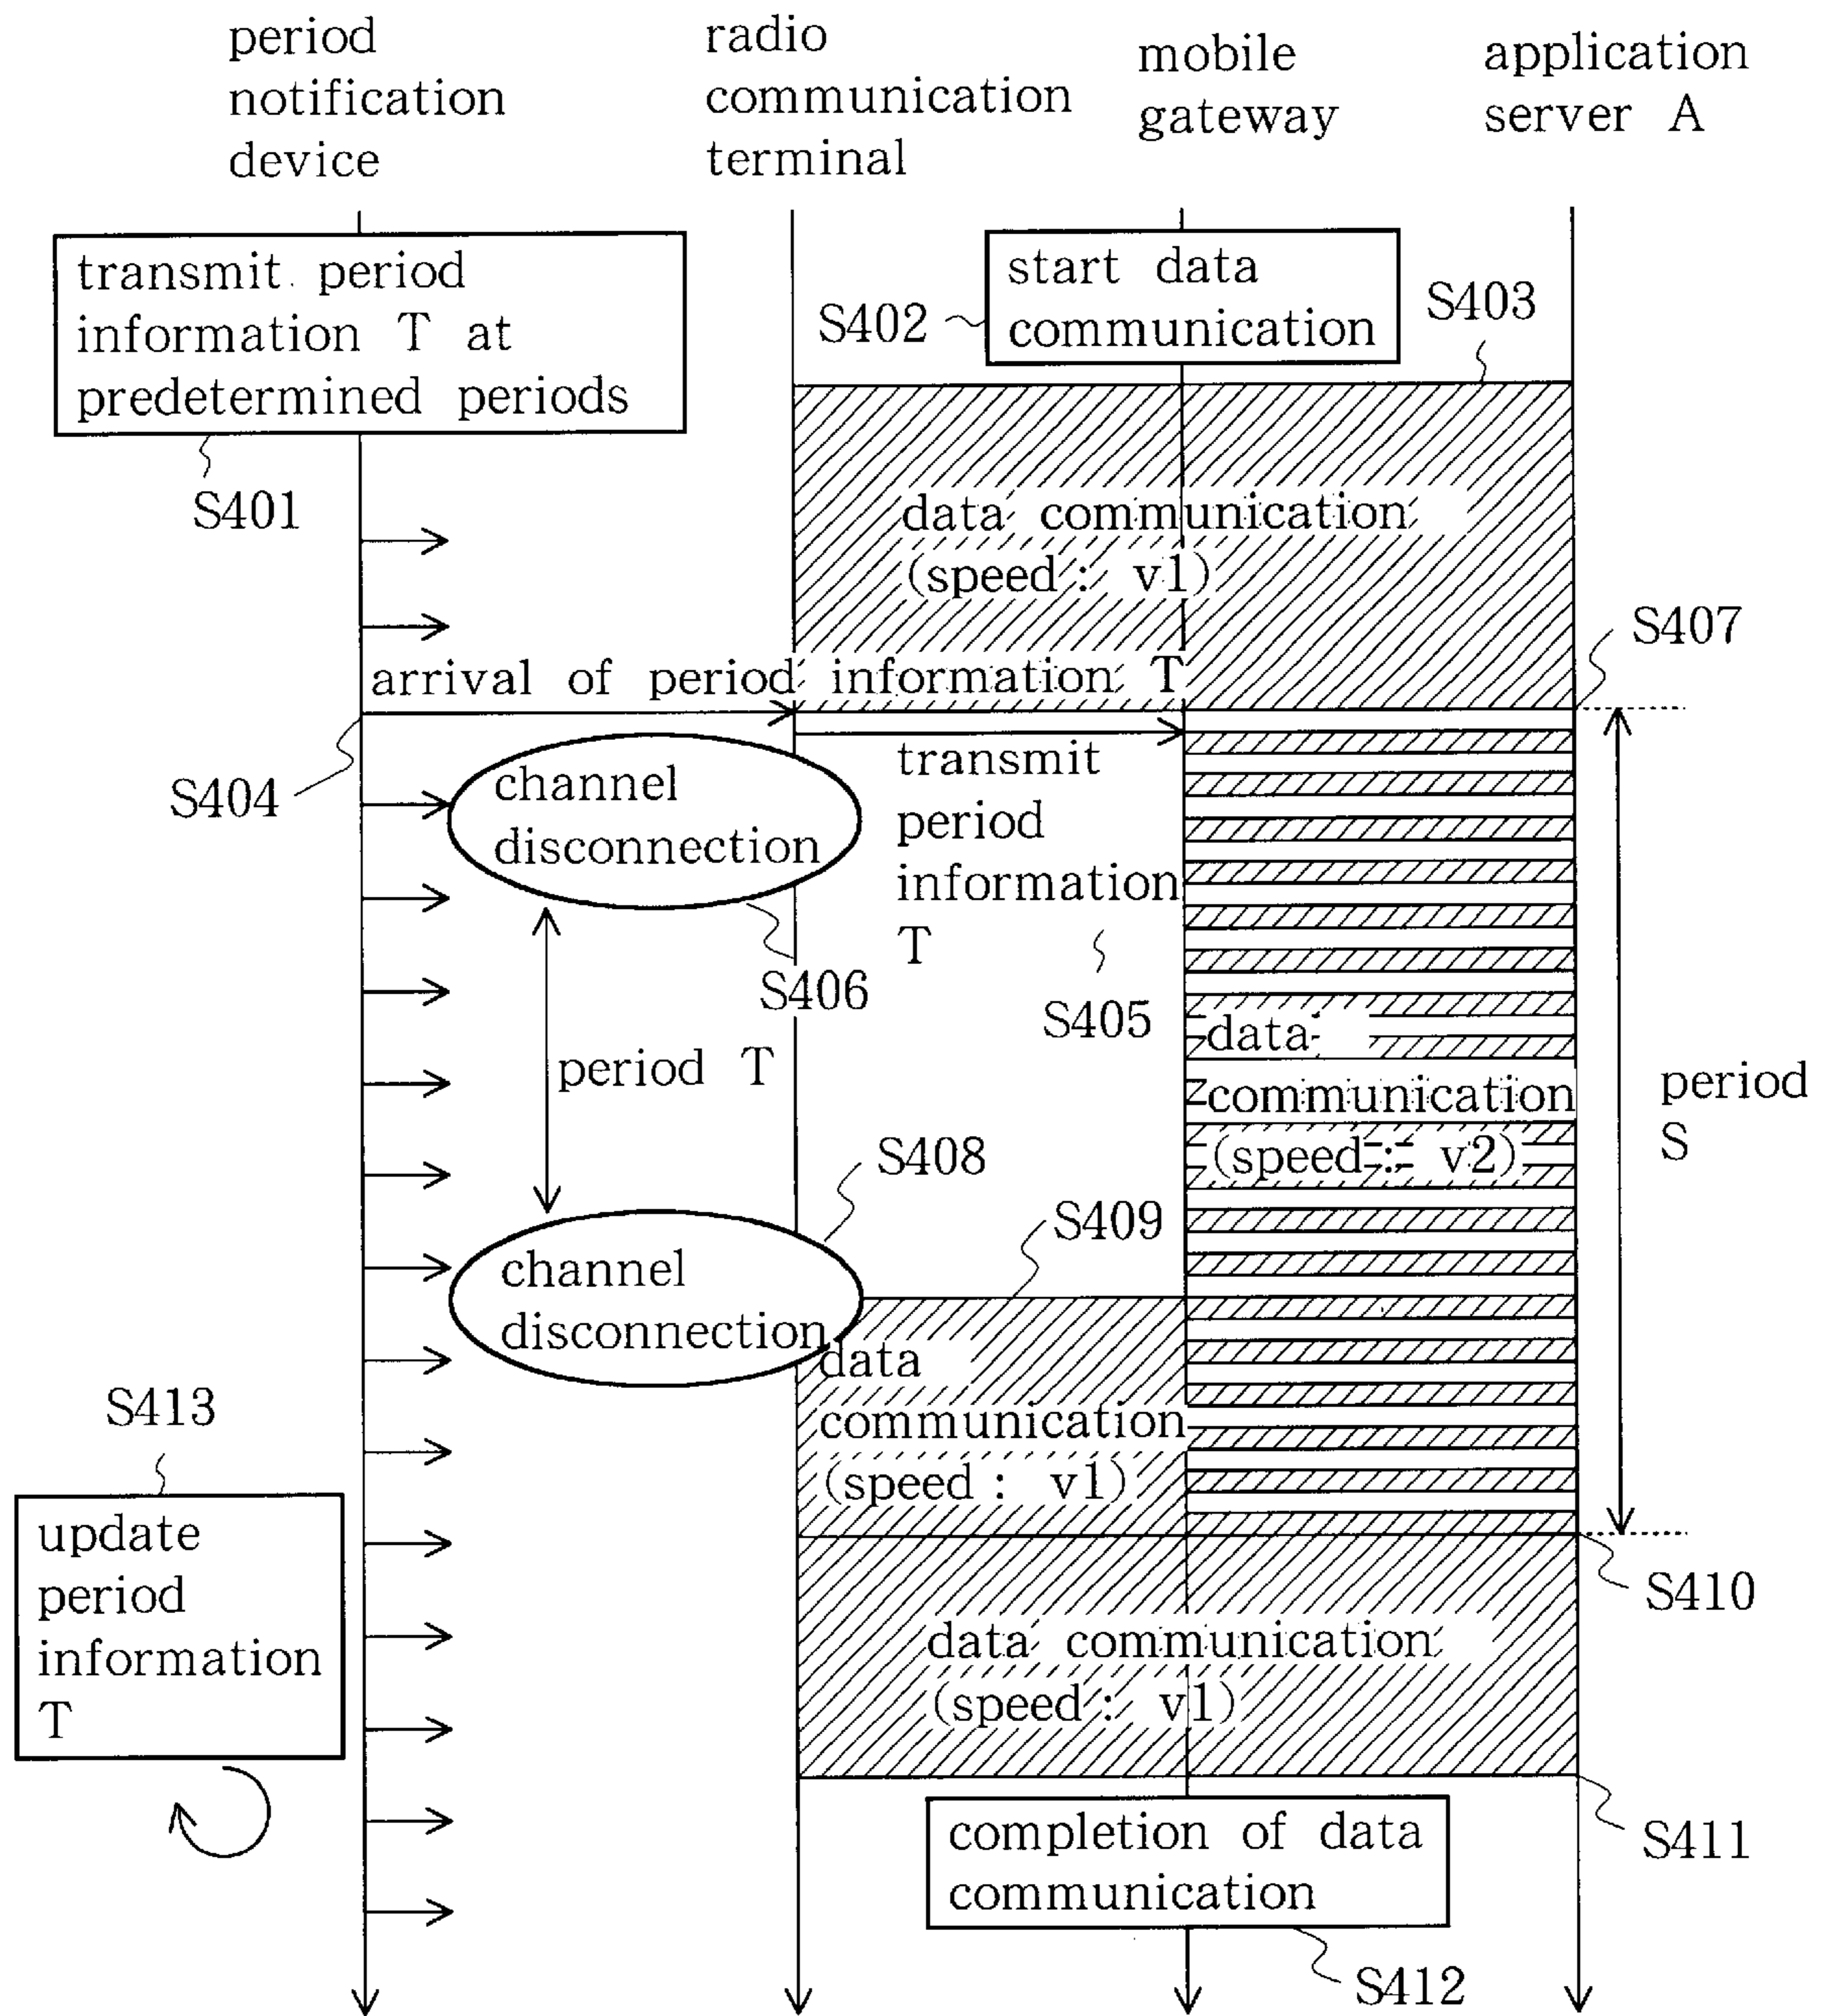 period
notification
device
radio
communication
terminal
mobile
gateway
application
server A
transmit period
information T at
predetermined periods
S401
S402
start data
communication
S403
data communication
(speed : v1)
S407
arrival of period information T
S404
channel
disconnection
transmit
period
information
T
S406
S405
period T
data
communication
(speed : v2)
period
S
S408
S409
channel
disconnection
data
communication
(speed : v1)
S413
update
period
information
T
S410
data communication
(speed : v1)
S411
completion of data
communication
S412